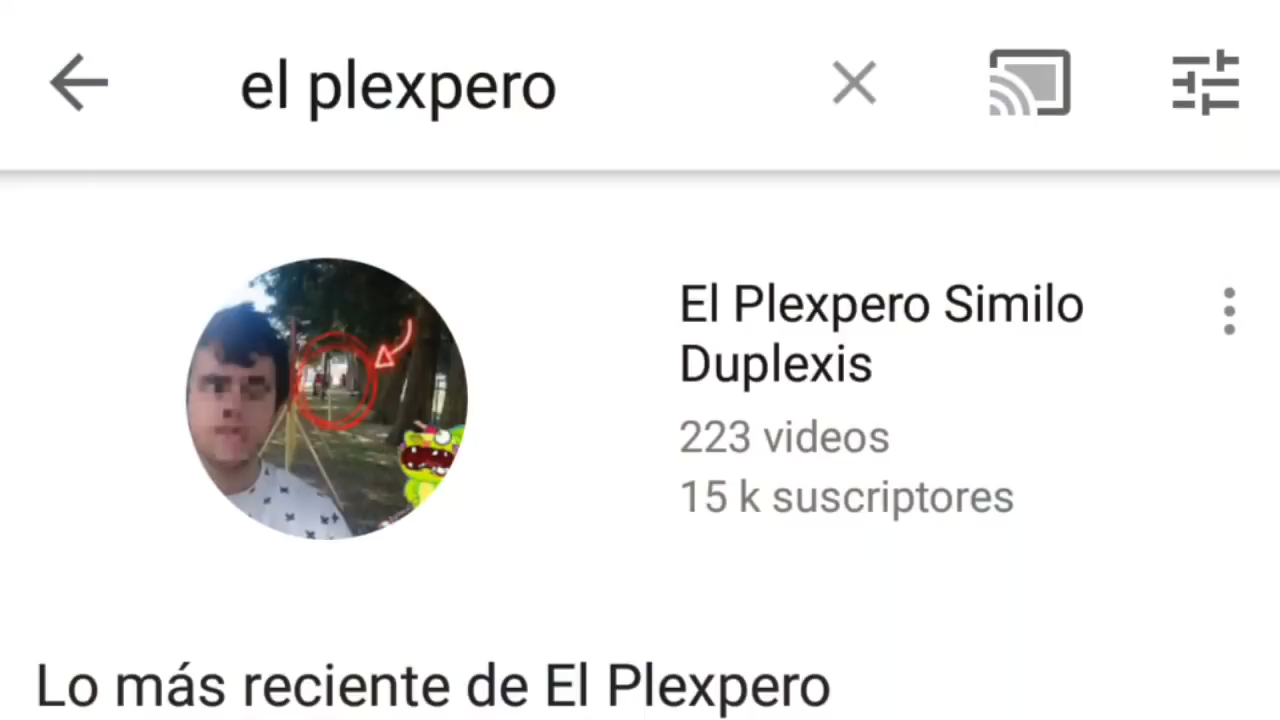 el plexpero
El Plexpero Similo
Duplexis
223 videos
15 k suscriptores
Lo más reciente de El Plexpero